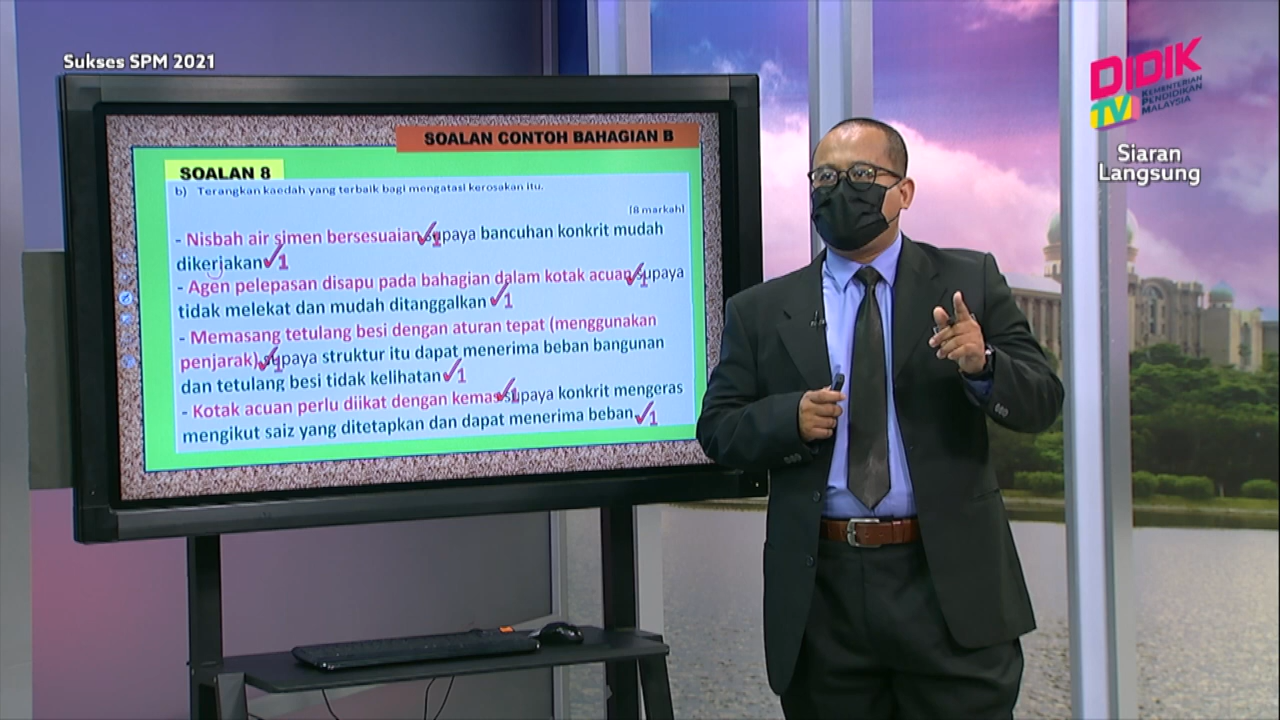 Sukses SPM 2021
DIDIK
TV
KEMENTERIAN
PENDIDIKAN
MALAYSIA
Siaran
Langsung
SOALAN CONTOH BAHAGIAN B
SOALAN 8
b) Terangkan kaedah yang terbaik bagi mengatasi kerosakan itu.
[8 markah]
- Nisbah air simen bersesuaian supaya bancuhan konkrit mudah
dikerjakan 1
- Agen pelepasan disapu pada bahagian dalam kotak acuan supaya
tidak melekat dan mudah ditanggalkan 1
- Memasang tetulang besi dengan aturan tepat (menggunakan
penjarak) supaya struktur itu dapat menerima beban bangunan
dan tetulang besi tidak kelihatan 1
- Kotak acuan perlu diikat dengan kemas supaya konkrit mengeras
mengikut saiz yang ditetapkan dan dapat menerima beban 1